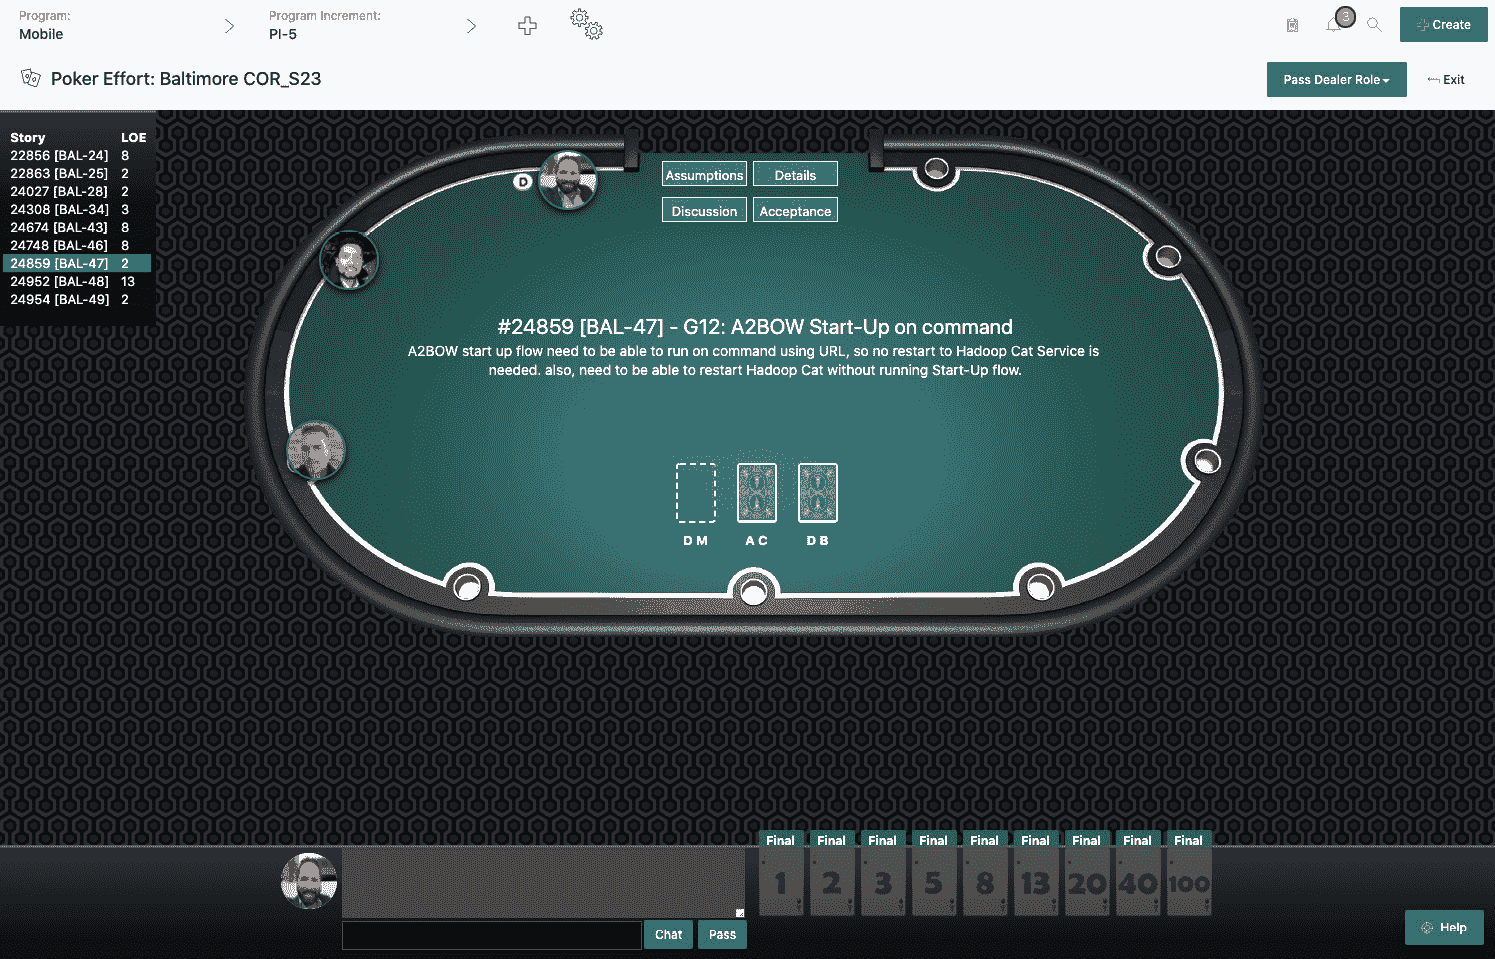 Program:
Mobile
Program Increment:
PI-5
3
Create
Poker Effort: Baltimore COR_S23
Pass Dealer Role
Exit
Story LOE
22856 [BAL-24] 8
22863 [BAL-25] 2
24027 [BAL-28] 2
24308 [BAL-34] 3
24674 [BAL-43] 8
24748 [BAL-46] 8
24859 [BAL-47] 2
24952 [BAL-48] 13
24954 [BAL-49] 2
D
Assumptions Details
Discussion Acceptance
#24859 [BAL-47] - G12: A2BOW Start-Up on command
A2BOW start up flow need to be able to run on command using URL, so no restart to Hadoop Cat Service is
needed. also, need to be able to restart Hadoop Cat without running Start-Up flow.
D M A C D B
Final Final Final Final Final Final Final Final Final
1 2 3 5 8 13 20 40 100
Chat Pass
Help